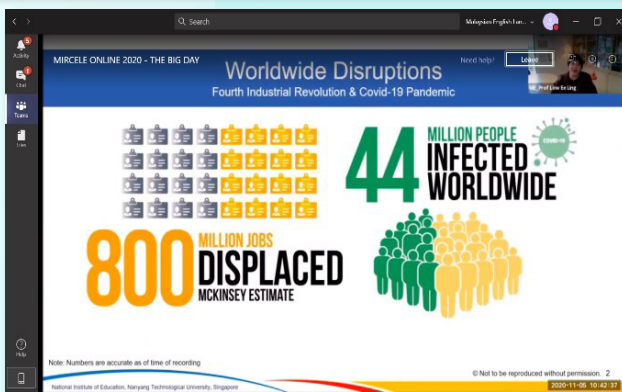 Search
Malaysian English Lan...
Activity
Chat
Teams
Files
Help
MIRCELE ONLINE 2020 - THE BIG DAY
Need help?
Leave
Worldwide Disruptions
Fourth Industrial Revolution & Covid-19 Pandemic
Prof Low Ee Ling
44
MILLION PEOPLE
INFECTED
WORLDWIDE
COVID-19
800
MILLION JOBS
DISPLACED
MCKINSEY ESTIMATE
Note: Numbers are accurate as of time of recording
© Not to be reproduced without permission. 2
National Institute of Education, Nanyang Technological University, Singapore
2020-11-05 10:42:37